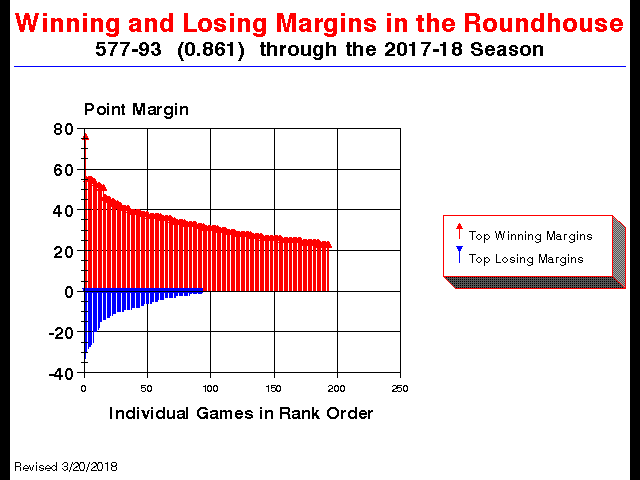 Winning and Losing Margins in the Roundhouse
577-93 (0.861) through the 2017-18 Season
Point Margin
80
60
40
20
0
-20
-40
0 50 100 150 200 250
Individual Games in Rank Order
Top Winning Margins
Top Losing Margins
Revised 3/20/2018